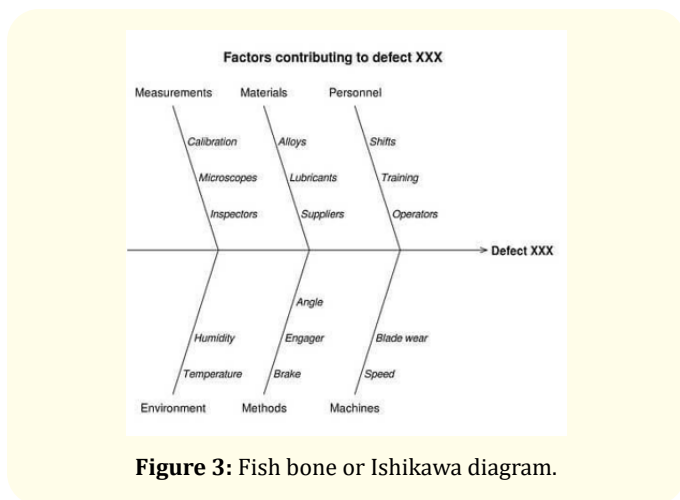 Factors contributing to defect XXX
Measurements Materials Personnel
Calibration Alloys Shifts
Microscopes Lubricants Training
Inspectors Suppliers Operators
Defect XXX
Angle
Humidity Engager Blade wear
Temperature Brake Speed
Environment Methods Machines
Figure 3: Fish bone or Ishikawa diagram.